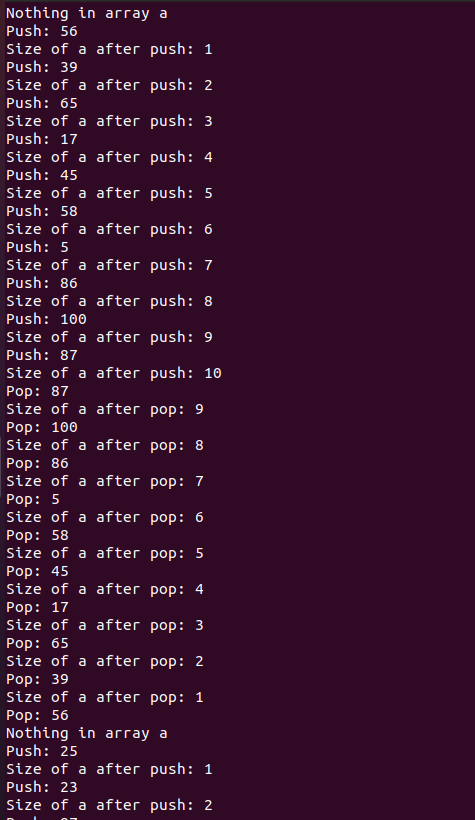 Nothing in array a
Push: 56
Size of a after push: 1
Push: 39
Size of a after push: 2
Push: 65
Size of a after push: 3
Push: 17
Size of a after push: 4
Push: 45
Size of a after push: 5
Push: 58
Size of a after push: 6
Push: 5
Size of a after push: 7
Push: 86
Size of a after push: 8
Push: 100
Size of a after push: 9
Push: 87
Size of a after push: 10
Pop: 87
Size of a after pop: 9
Pop: 100
Size of a after pop: 8
Pop: 86
Size of a after pop: 7
Pop: 5
Size of a after pop: 6
Pop: 58
Size of a after pop: 5
Pop: 45
Size of a after pop: 4
Pop: 17
Size of a after pop: 3
Pop: 65
Size of a after pop: 2
Pop: 39
Size of a after pop: 1
Pop: 56
Nothing in array a
Push: 25
Size of a after push: 1
Push: 23
Size of a after push: 2